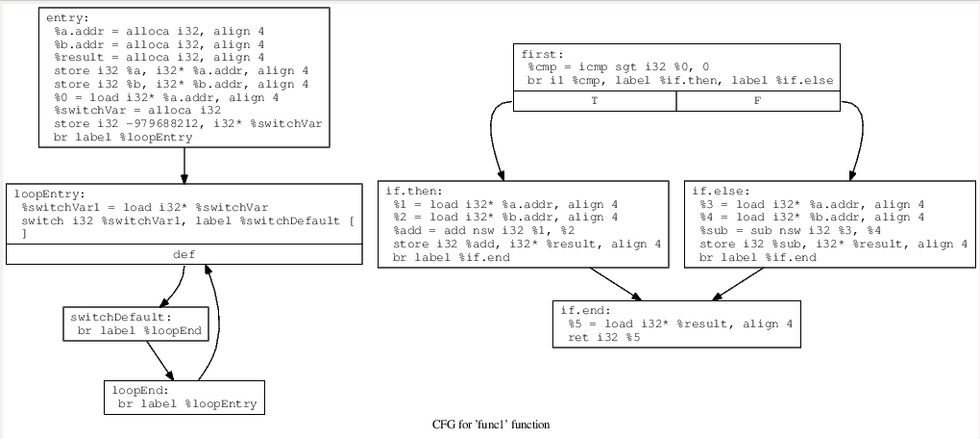 entry:
%a.addr = alloca i32, align 4
%b.addr = alloca i32, align 4
%result = alloca i32, align 4
store i32 %a, i32* %a.addr, align 4
store i32 %b, i32* %b.addr, align 4
%0 = load i32* %a.addr, align 4
%switchVar = alloca i32
store i32 -979688212, i32* %switchVar
br label %loopEntry
loopEntry:
%switchVar1 = load i32* %switchVar
switch i32 %switchVar1, label %switchDefault [
]
def
switchDefault:
br label %loopEnd
loopEnd:
br label %loopEntry
first:
%cmp = icmp sgt i32 %0, 0
br i1 %cmp, label %if.then, label %if.else
T
F
if.then:
%1 = load i32* %a.addr, align 4
%2 = load i32* %b.addr, align 4
%add = add nsw i32 %1, %2
store i32 %add, i32* %result, align 4
br label %if.end
if.else:
%3 = load i32* %a.addr, align 4
%4 = load i32* %b.addr, align 4
%sub = sub nsw i32 %3, %4
store i32 %sub, i32* %result, align 4
br label %if.end
if.end:
%5 = load i32* %result, align 4
ret i32 %5
CFG for 'func1' function